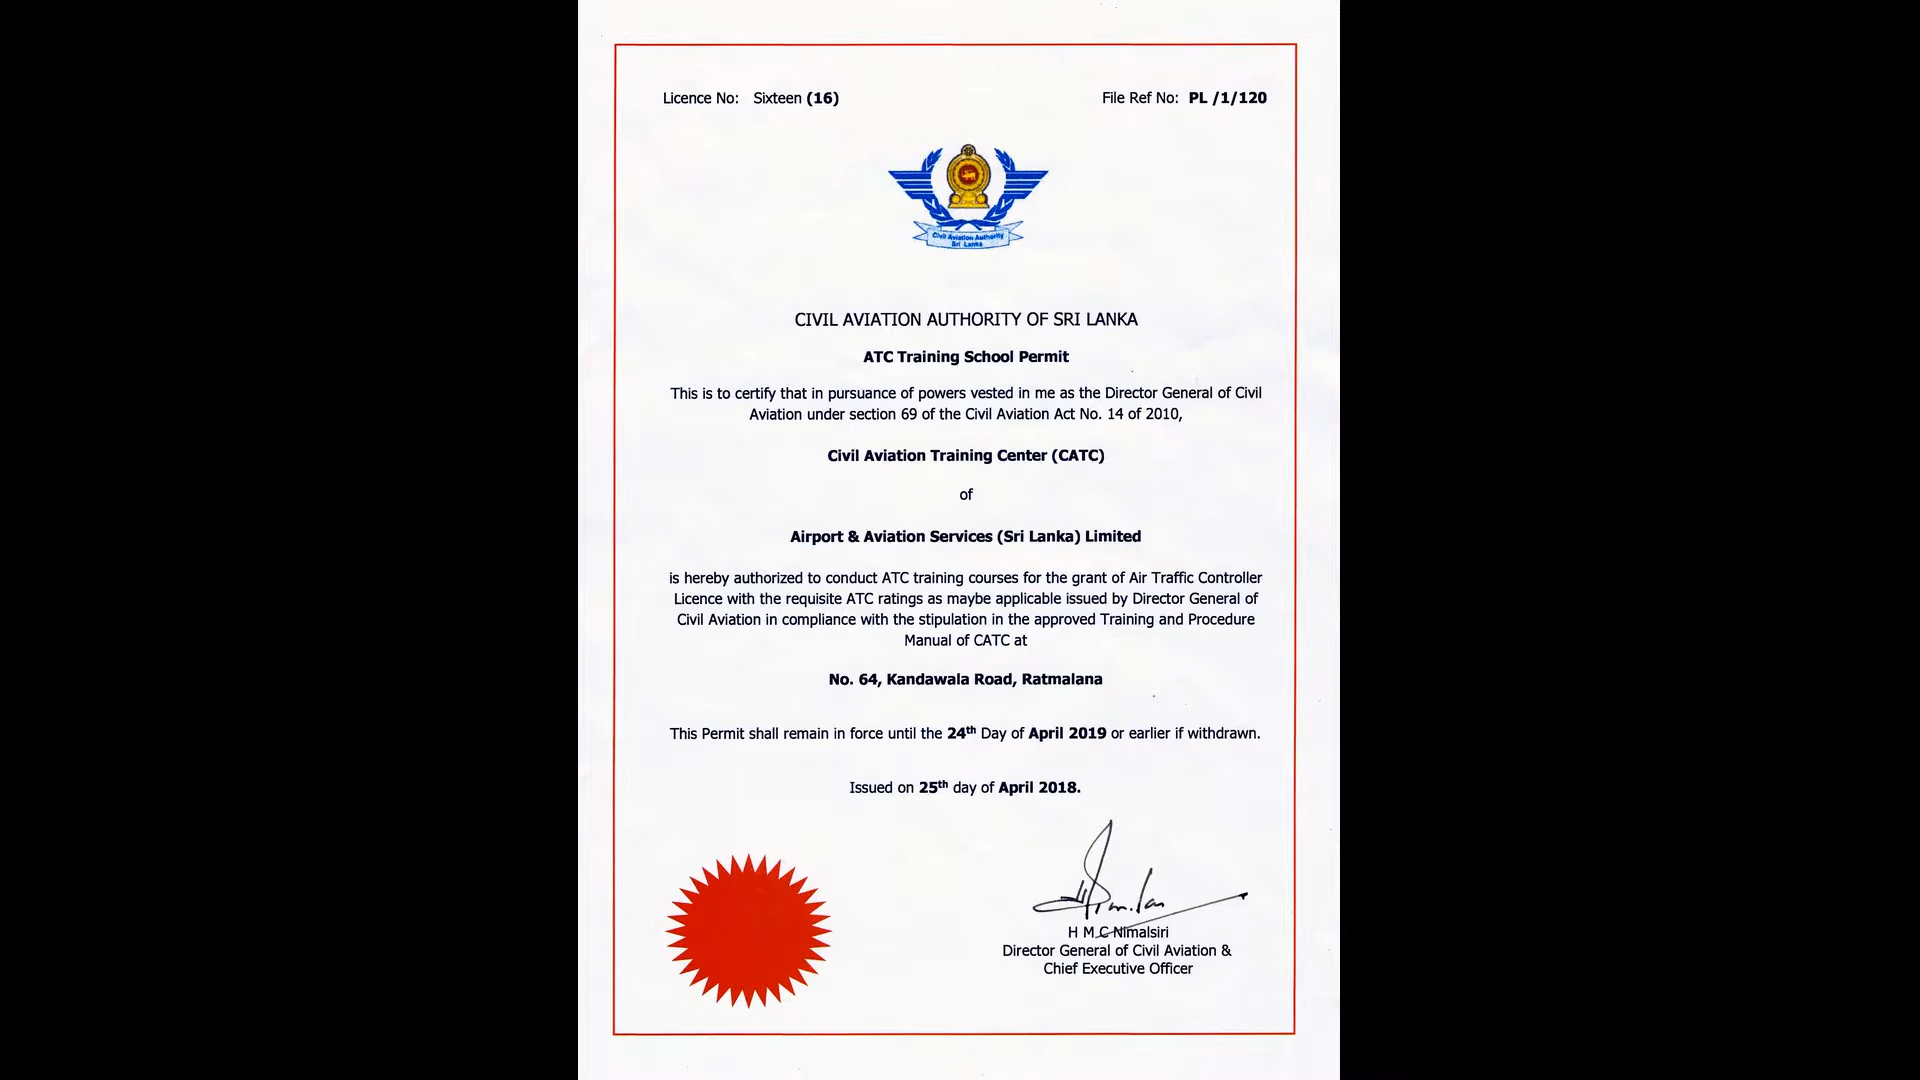 Licence No: Sixteen (16)
File Ref No: PL /1/120
Civil Aviation Authority
Sri Lanka
CIVIL AVIATION AUTHORITY OF SRI LANKA
ATC Training School Permit
This is to certify that in pursuance of powers vested in me as the Director General of Civil
Aviation under section 69 of the Civil Aviation Act No. 14 of 2010,
Civil Aviation Training Center (CATC)
of
Airport & Aviation Services (Sri Lanka) Limited
is hereby authorized to conduct ATC training courses for the grant of Air Traffic Controller
Licence with the requisite ATC ratings as maybe applicable issued by Director General of
Civil Aviation in compliance with the stipulation in the approved Training and Procedure
Manual of CATC at
No. 64, Kandawala Road, Ratmalana
This Permit shall remain in force until the 24th Day of April 2019 or earlier if withdrawn.
Issued on 25th day of April 2018.
H M C Nimalsiri
Director General of Civil Aviation &
Chief Executive Officer